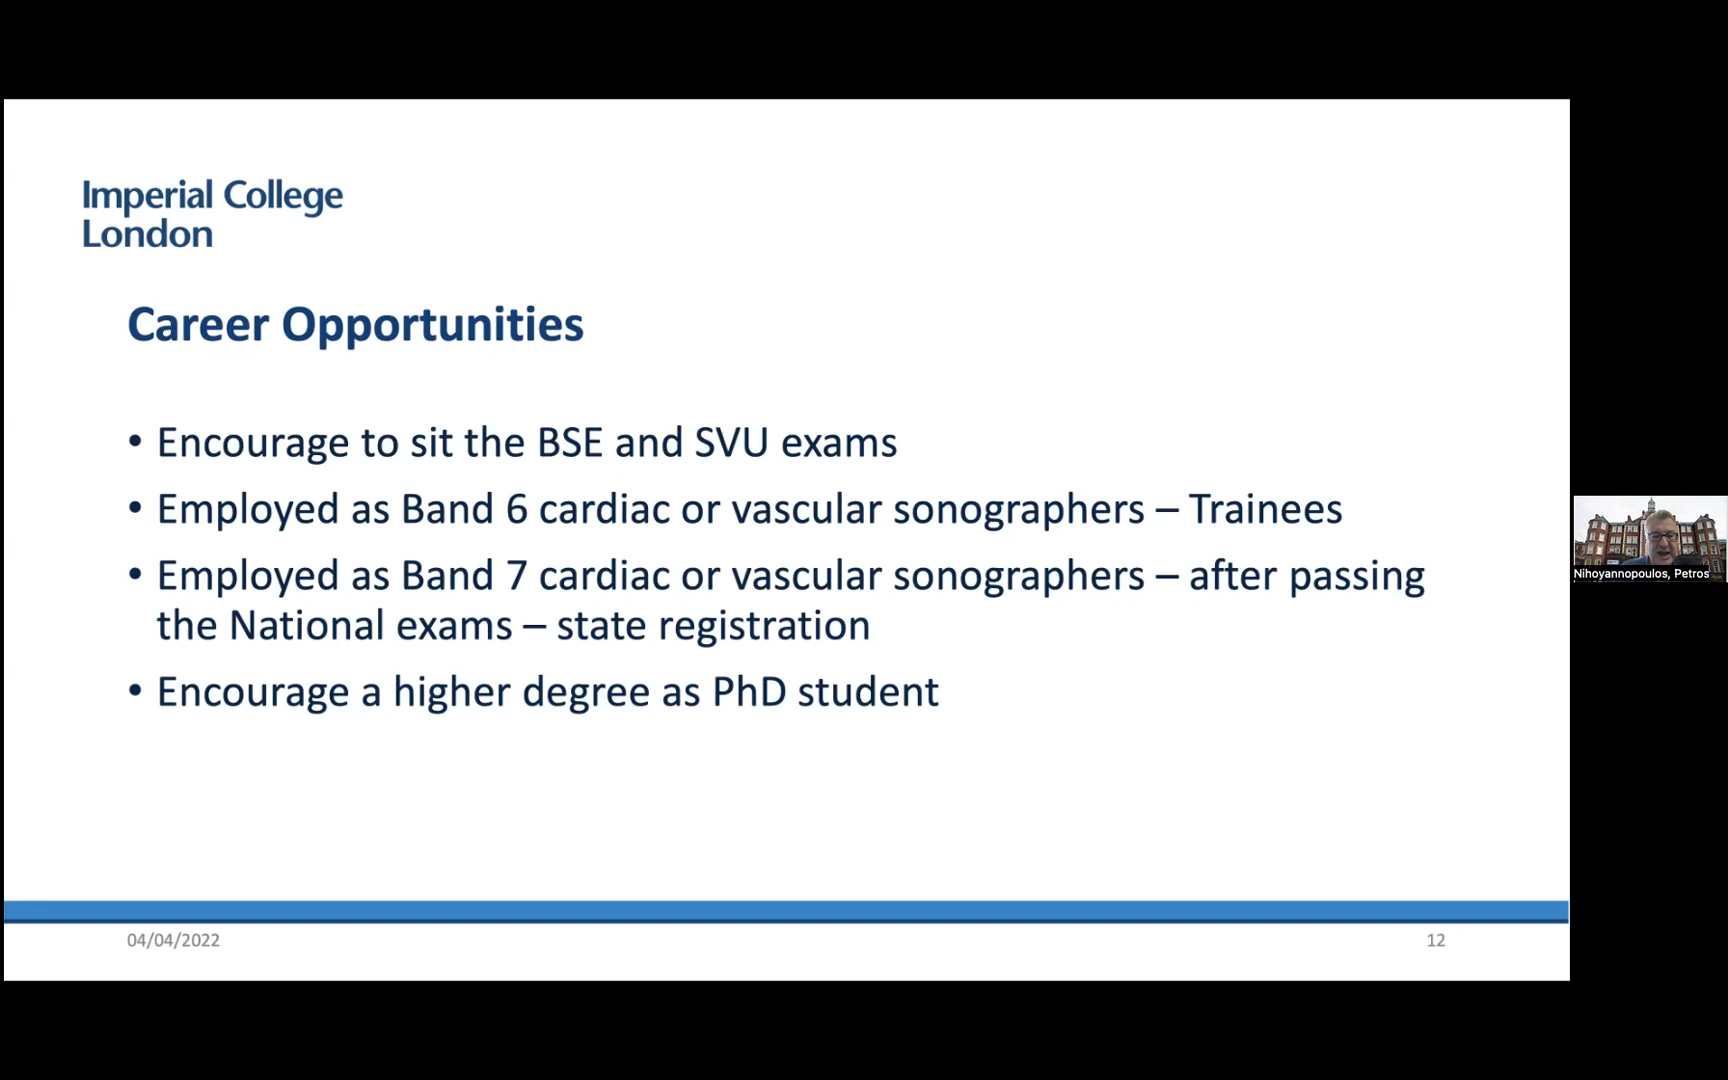 Imperial College
London
Career Opportunities
• Encourage to sit the BSE and SVU exams
• Employed as Band 6 cardiac or vascular sonographers – Trainees
• Employed as Band 7 cardiac or vascular sonographers – after passing
the National exams – state registration
• Encourage a higher degree as PhD student
Nihoyannopoulos, Petros
04/04/2022
12